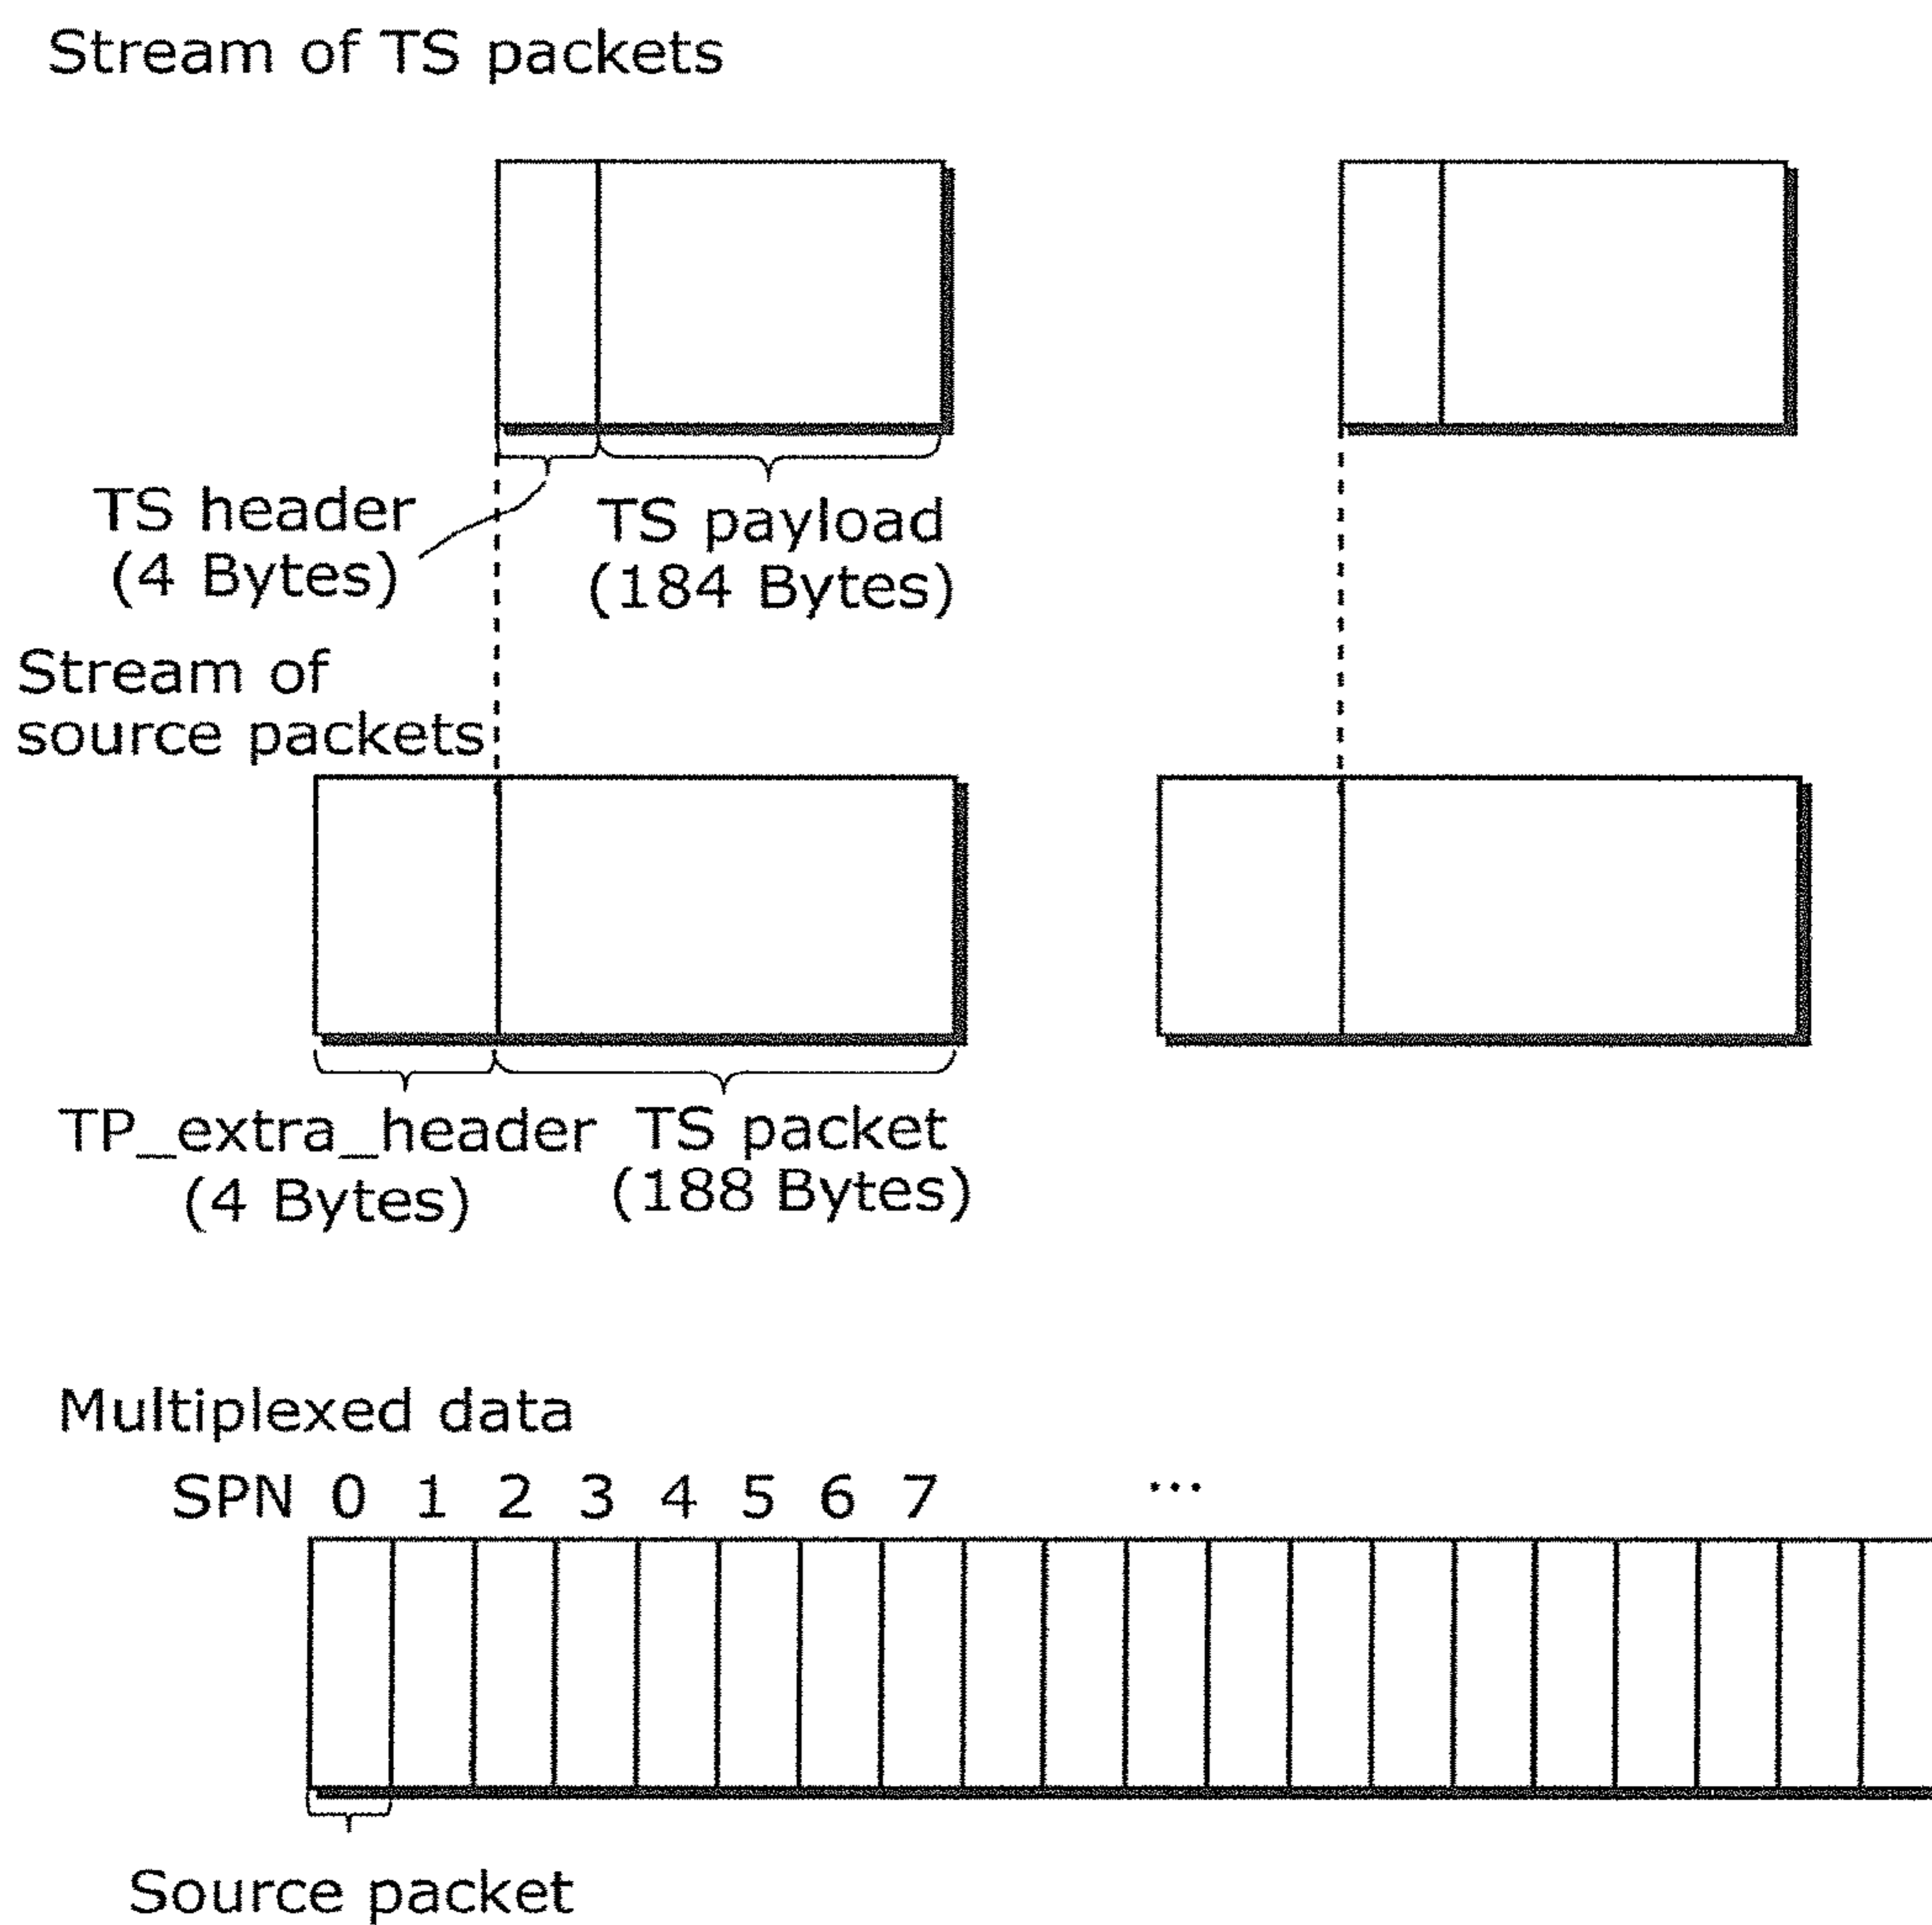 Stream of TS packets
TS header
(4 Bytes)
TS payload
(184 Bytes)
Stream of
source packets
TP_extra_header
(4 Bytes)
TS packet
(188 Bytes)
Multiplexed data
SPN 0 1 2 3 4 5 6 7 ...
Source packet